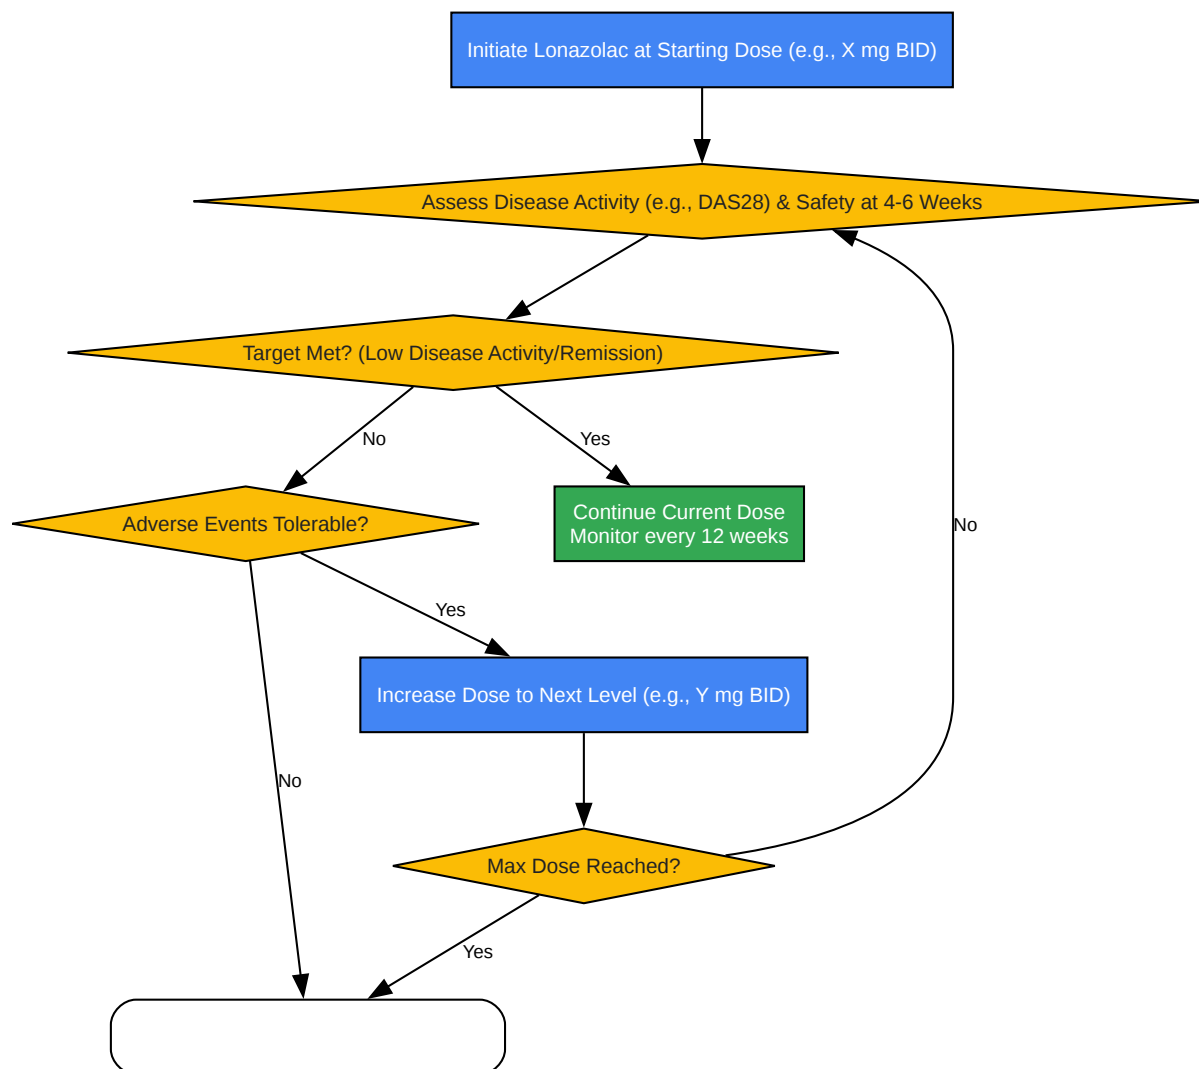 Initiate Lonazolac at Starting Dose (e.g., X mg BID)
Assess Disease Activity (e.g., DAS28) & Safety at 4-6 Weeks
Target Met? (Low Disease Activity/Remission)
No
Yes
Adverse Events Tolerable?
Continue Current Dose
Monitor every 12 weeks
No
Yes
Increase Dose to Next Level (e.g., Y mg BID)
No
Max Dose Reached?
Yes